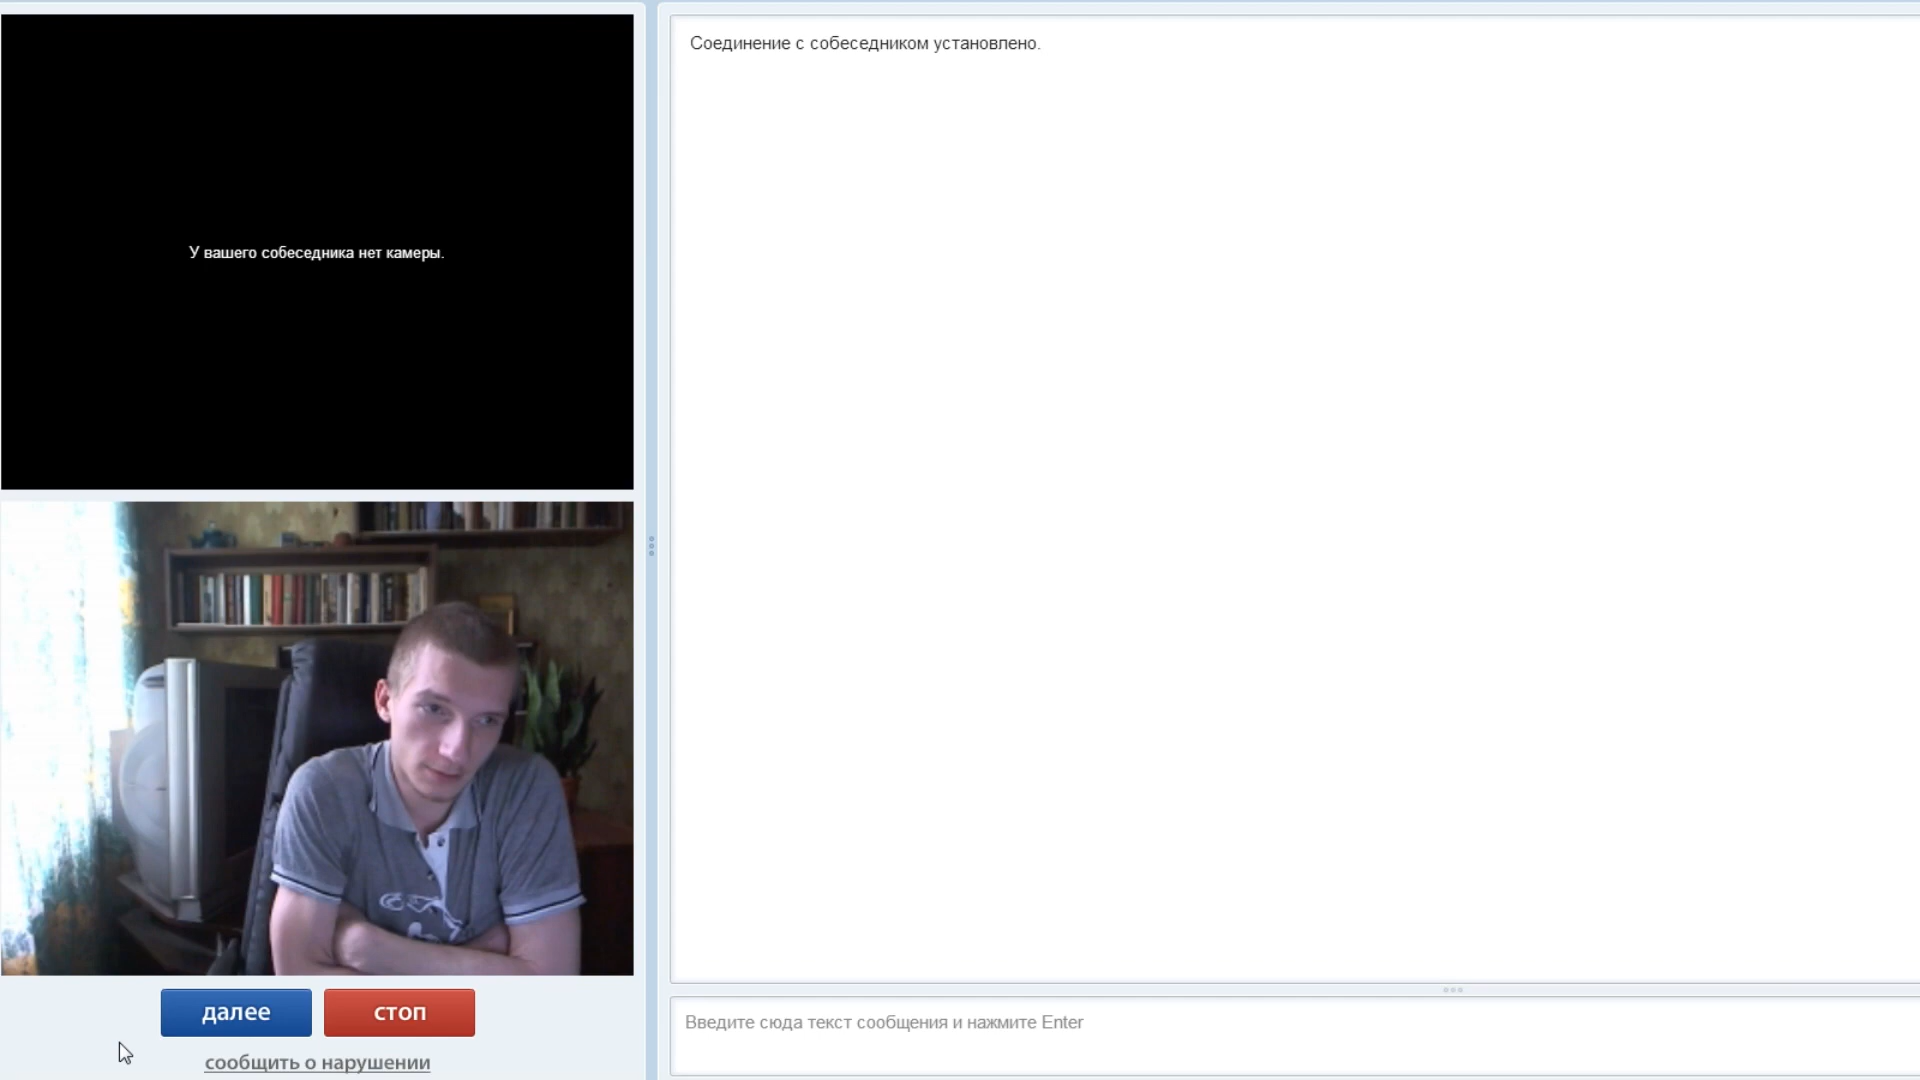 Соединение с собеседником установлено.
У вашего собеседника нет камеры.
далее
стоп
сообщить о нарушении
Введите сюда текст сообщения и нажмите Enter